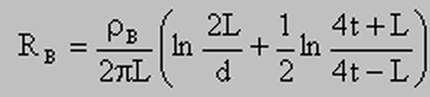 R_B = ρ_B / 2πL (ln 2L / d + 1/2 ln 4t + L / 4t − L)